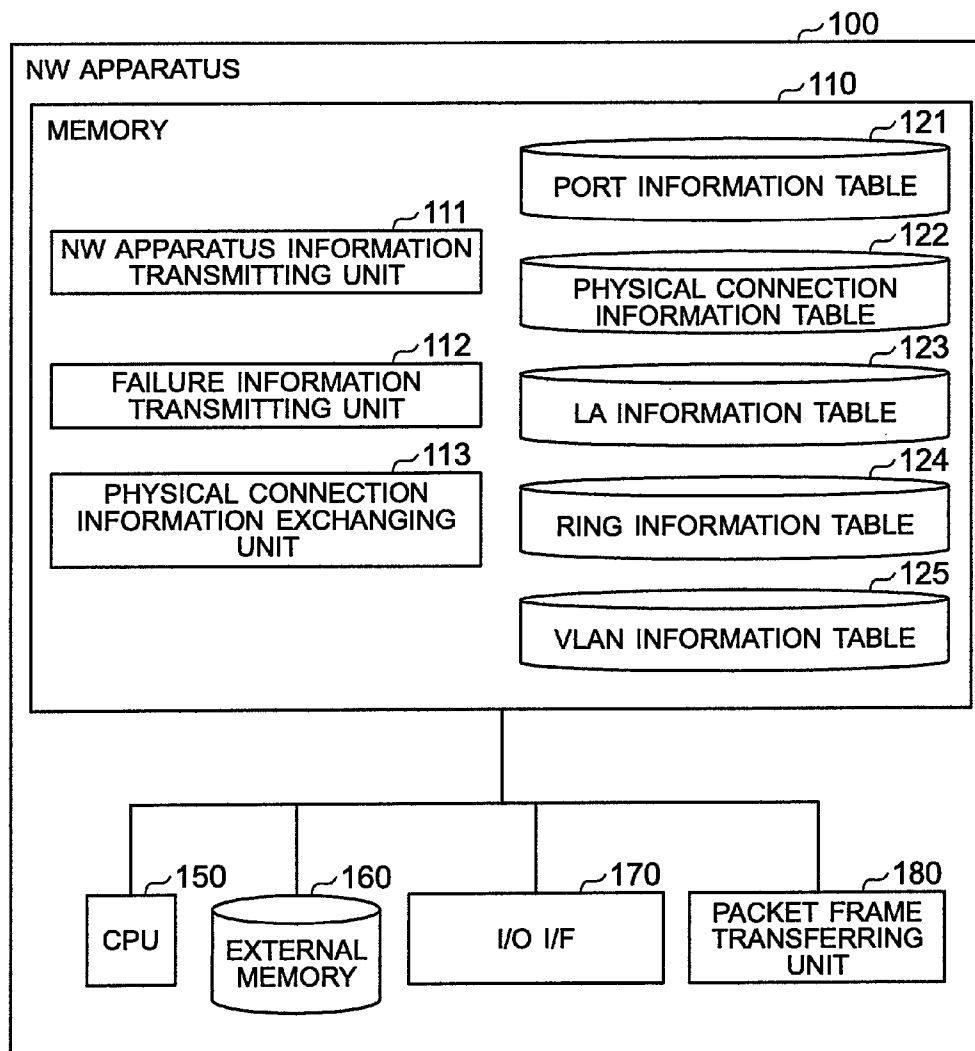 100
NW APPARATUS
110
MEMORY
111
NW APPARATUS INFORMATION
TRANSMITTING UNIT
112
FAILURE INFORMATION
TRANSMITTING UNIT
113
PHYSICAL CONNECTION
INFORMATION EXCHANGING
UNIT
121
PORT INFORMATION TABLE
122
PHYSICAL CONNECTION
INFORMATION TABLE
123
LA INFORMATION TABLE
124
RING INFORMATION TABLE
125
VLAN INFORMATION TABLE
150
CPU
160
EXTERNAL
MEMORY
170
I/O I/F
180
PACKET FRAME
TRANSFERRING
UNIT